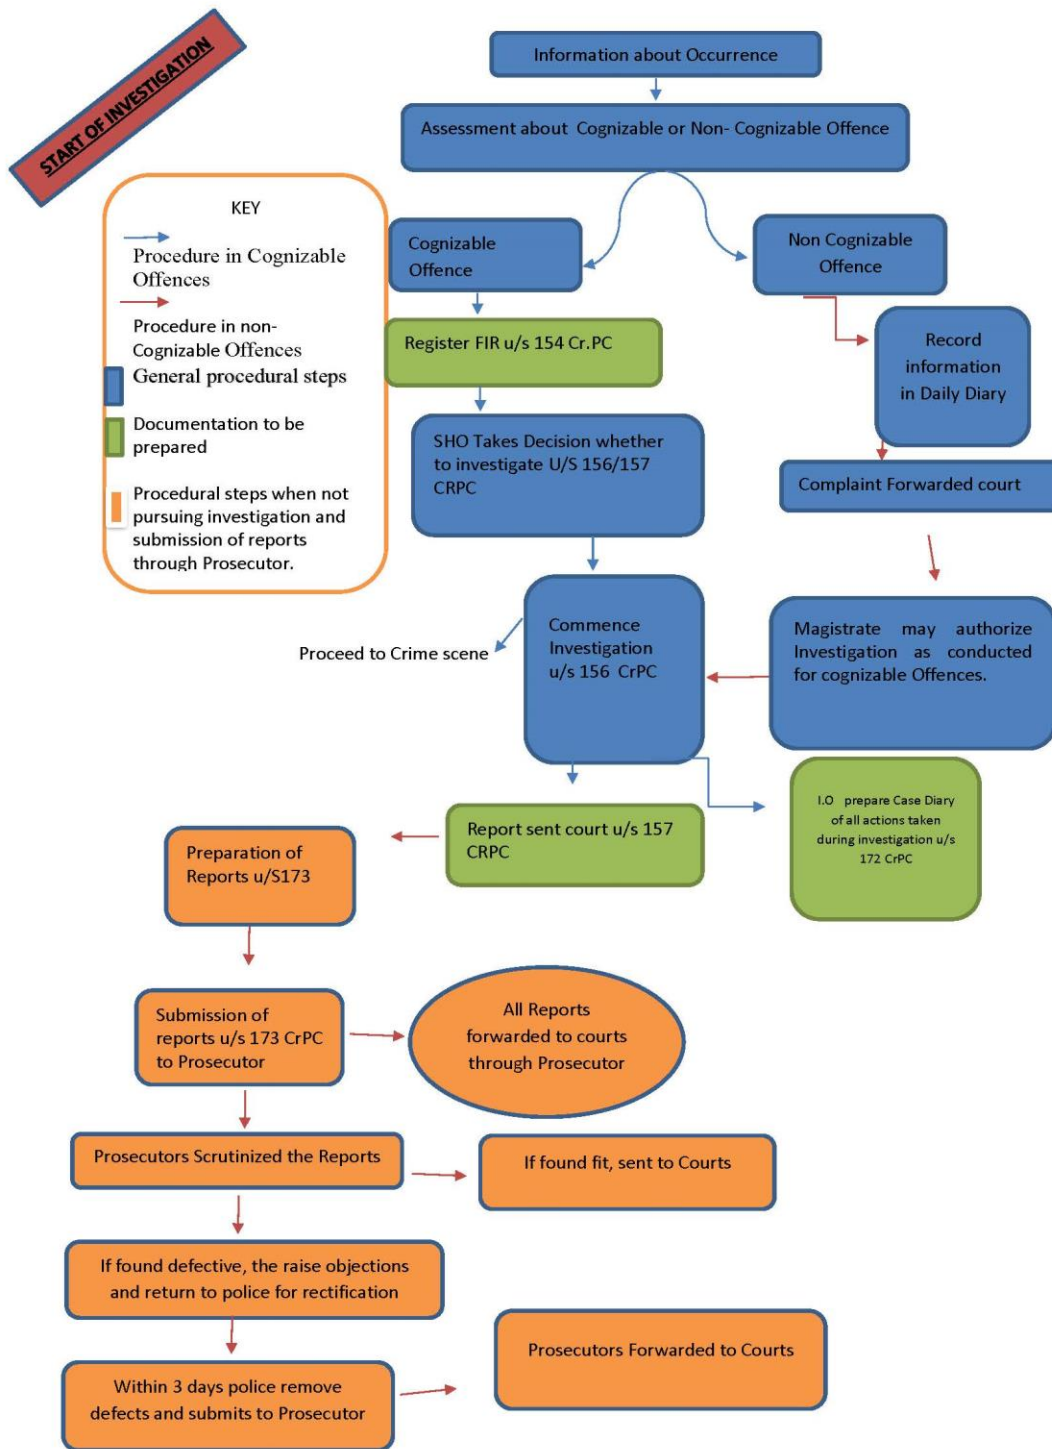 START OF INVESTIGATION
Information about Occurrence
Assessment about Cognizable or Non- Cognizable Offence
KEY
Procedure in Cognizable
Offences
Procedure in non-
Cognizable Offences
General procedural steps
Documentation to be
prepared
Procedural steps when not
pursuing investigation and
submission of reports
through Prosecutor.
Cognizable
Offence
Non Cognizable
Offence
Register FIR u/s 154 Cr.PC
Record
information
in Daily Diary
SHO Takes Decision whether
to investigate U/S 156/157
CRPC
Complaint Forwarded court
Commence
Investigation
u/s 156 CrPC
Proceed to Crime scene
Magistrate may authorize
Investigation as conducted
for cognizable Offences.
I.O prepare Case Diary
of all actions taken
during investigation u/s
172 CrPC
Report sent court u/s 157
CRPC
Preparation of
Reports u/S173
Submission of
reports u/s 173 CrPC
to Prosecutor
All Reports
forwarded to courts
through Prosecutor
Prosecutors Scrutinized the Reports
If found fit, sent to Courts
If found defective, the raise objections
and return to police for rectification
Within 3 days police remove
defects and submits to Prosecutor
Prosecutors Forwarded to Courts